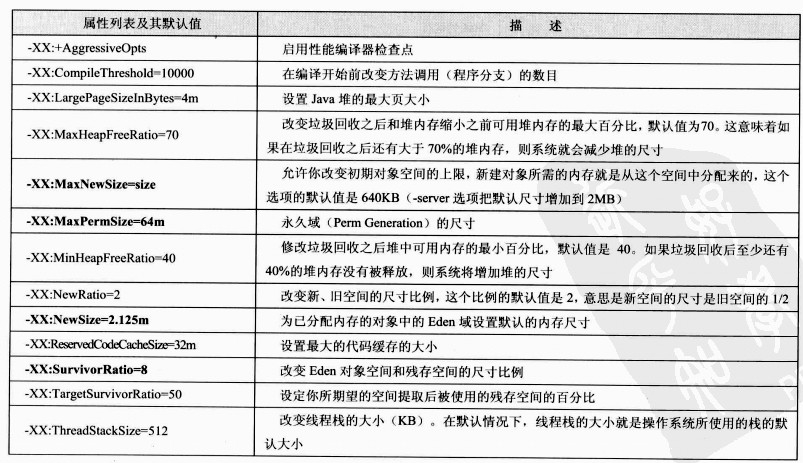 属性列表及其默认值
描 述
-XX:+AggressiveOpts
启用性能编译器检查点
-XX:CompileThreshold=10000
在编译开始前改变方法调用（程序分支）的数目
-XX:LargePageSizeInBytes=4m
设置 Java 堆的最大页大小
-XX:MaxHeapFreeRatio=70
改变垃圾回收之后和堆内存缩小之前可用堆内存的最大百分比，默认值为70。这意味着如
果在垃圾回收之后还有大于 70%的堆内存，则系统就会减少堆的尺寸
-XX:MaxNewSize=size
允许你改变初期对象空间的上限，新建对象所需的内存就是从这个空间中分配来的，这个
选项的默认值是 640KB（-server 选项把默认尺寸增加到 2MB）
-XX:MaxPermSize=64m
永久域（Perm Generation）的尺寸
-XX:MinHeapFreeRatio=40
修改垃圾回收之后堆中可用内存的最小百分比，默认值是 40。如果垃圾回收后至少还有
40%的堆内存没有被释放，则系统将增加堆的尺寸
-XX:NewRatio=2
改变新、旧空间的尺寸比例，这个比例的默认值是 2，意思是新空间的尺寸是旧空间的 1/2
-XX:NewSize=2.125m
为已分配内存的对象中的 Eden 域设置默认的内存尺寸
-XX:ReservedCodeCacheSize=32m
设置最大的代码缓存的大小
-XX:SurvivorRatio=8
改变 Eden 对象空间和残存空间的尺寸比例
-XX:TargetSurvivorRatio=50
设定你所期望的空间提取后被使用的残存空间的百分比
-XX:ThreadStackSize=512
改变线程栈的大小（KB）。在默认情况下，线程栈的大小就是操作系统所使用的栈的默
认大小